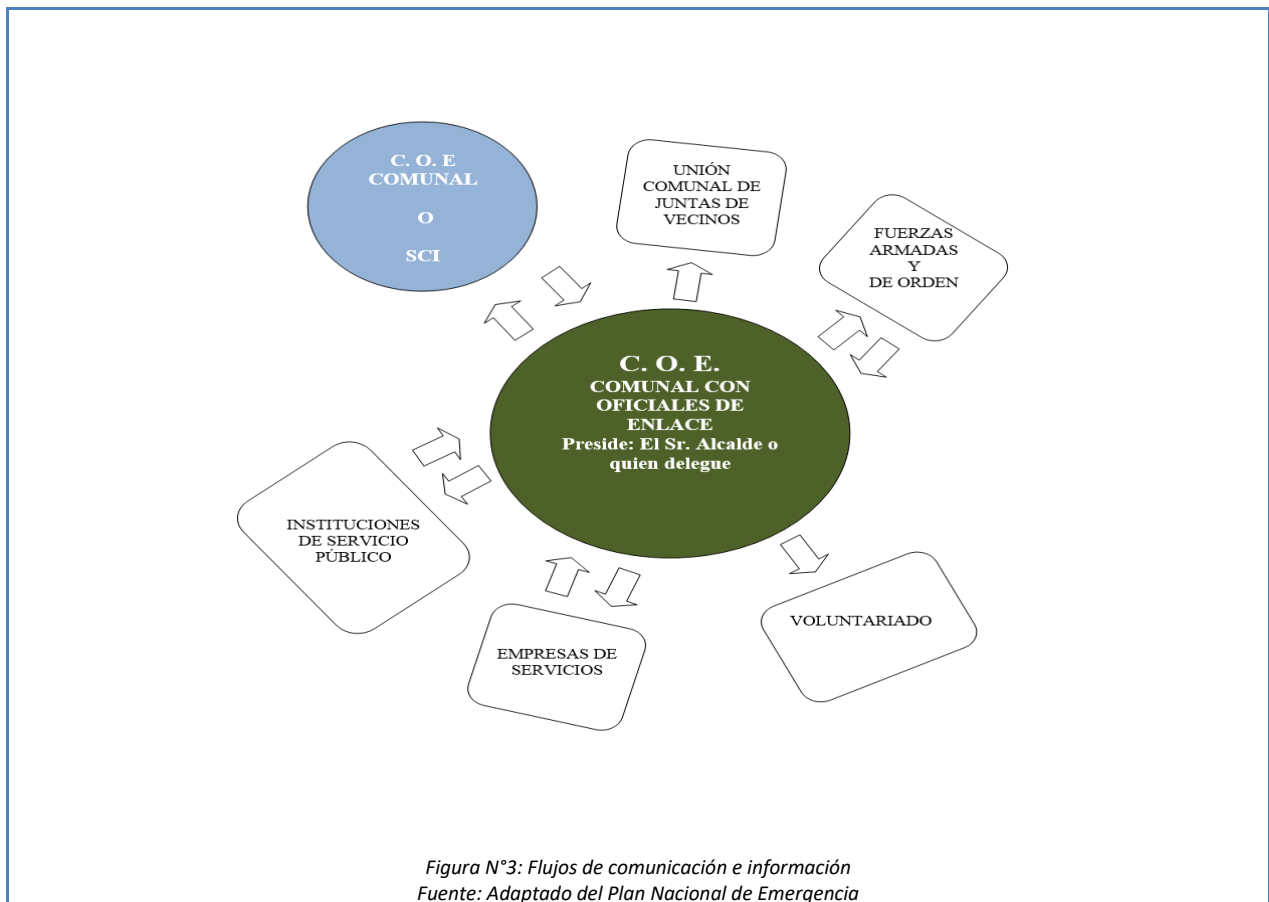 C. O. E
COMUNAL
O
SCI
UNIÓN
COMUNAL DE
JUNTAS DE
VECINOS
FUERZAS
ARMADAS
Y
DE ORDEN
C. O. E.
COMUNAL CON
OFICIALES DE
ENLACE
Preside: El Sr. Alcalde o
quien delegue
INSTITUCIONES
DE SERVICIO
PÚBLICO
EMPRESAS DE
SERVICIOS
VOLUNTARIADO
Figura N°3: Flujos de comunicación e información
Fuente: Adaptado del Plan Nacional de Emergencia